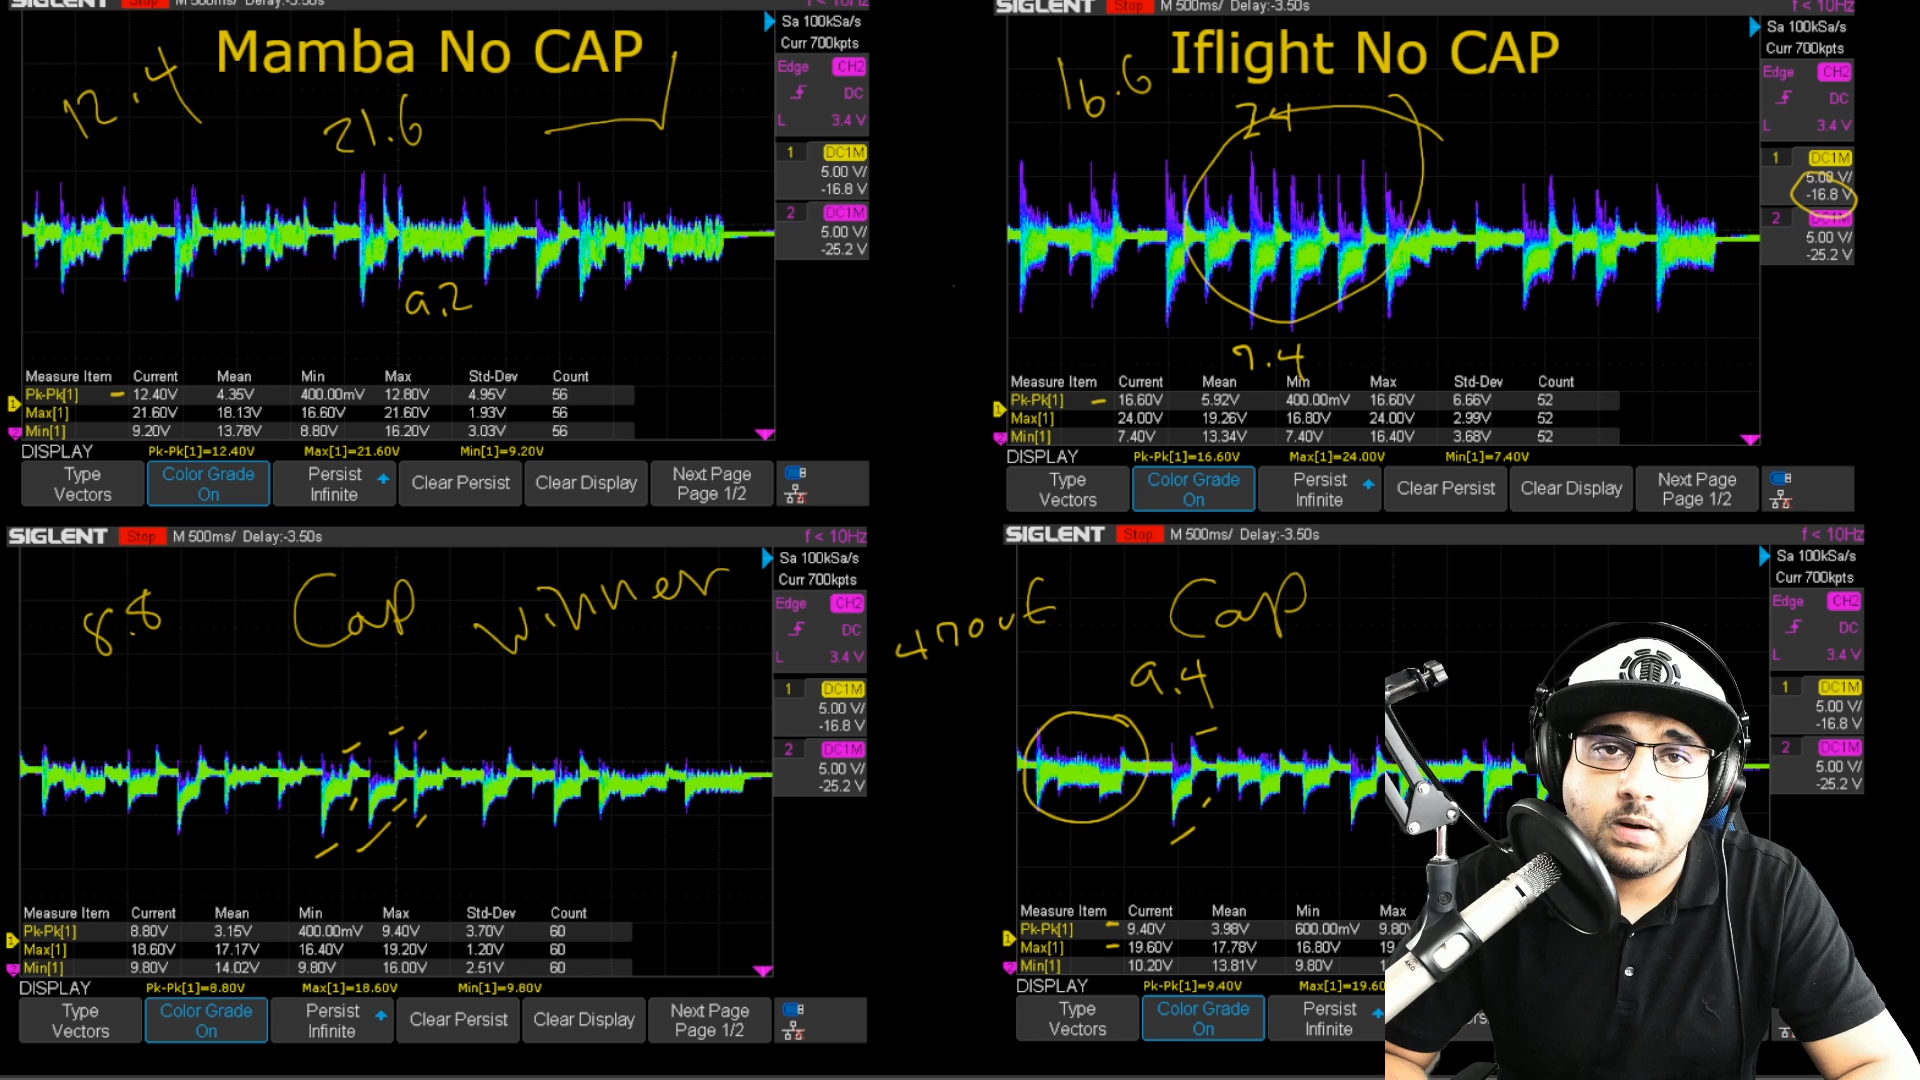 SIGLENT Stop M 500ms/ Delay:-3.50s f < 10Hz
Sa 100kSa/s
Curr 700kpts
Mamba No CAP
12.4
21.6
9.2
Edge CH2
DC
L 3.4 V
1 DC1M
5.00 V/
-16.8 V
2 DC1M
5.00 V/
-25.2 V
Measure Item Current Mean Min Max Std-Dev Count
Pk-Pk[1] 12.40V 4.35V 400.00mV 12.80V 4.95V 56
Max[1] 21.60V 18.13V 16.60V 21.60V 1.93V 56
Min[1] 9.20V 13.78V 8.80V 16.20V 3.03V 56
DISPLAY Pk-Pk[1]=12.40V Max[1]=21.60V Min[1]=9.20V
Type Vectors Color Grade On Persist Infinite Clear Persist Clear Display Next Page Page 1/2
SIGLENT Stop M 500ms/ Delay:-3.50s f < 10Hz
Sa 100kSa/s
Curr 700kpts
Iflight No CAP
16.6
24
7.4
Edge CH2
DC
L 3.4 V
1 DC1M
5.00 V/
-16.8 V
2 DC1M
5.00 V/
-25.2 V
Measure Item Current Mean Min Max Std-Dev Count
Pk-Pk[1] 16.60V 5.92V 400.00mV 16.60V 6.66V 52
Max[1] 24.00V 19.26V 16.80V 24.00V 2.99V 52
Min[1] 7.40V 13.34V 7.40V 16.40V 3.68V 52
DISPLAY Pk-Pk[1]=16.60V Max[1]=24.00V Min[1]=7.40V
Type Vectors Color Grade On Persist Infinite Clear Persist Clear Display Next Page Page 1/2
SIGLENT Stop M 500ms/ Delay:-3.50s f < 10Hz
Sa 100kSa/s
Curr 700kpts
8.8 Cap Winner
Edge CH2
DC
L 3.4 V
1 DC1M
5.00 V/
-16.8 V
2 DC1M
5.00 V/
-25.2 V
Measure Item Current Mean Min Max Std-Dev Count
Pk-Pk[1] 8.80V 3.15V 400.00mV 9.40V 3.70V 60
Max[1] 18.60V 17.17V 16.40V 19.20V 1.20V 60
Min[1] 9.80V 14.02V 9.80V 16.00V 2.51V 60
DISPLAY Pk-Pk[1]=8.80V Max[1]=18.60V Min[1]=9.80V
Type Vectors Color Grade On Persist Infinite Clear Persist Clear Display Next Page Page 1/2
SIGLENT Stop M 500ms/ Delay:-3.50s f < 10Hz
Sa 100kSa/s
Curr 700kpts
470uf Cap
9.4
Edge CH2
DC
L 3.4 V
1 DC1M
5.00 V/
-16.8 V
2 DC1M
5.00 V/
-25.2 V
Measure Item Current Mean Min Max
Pk-Pk[1] 9.40V 3.98V 600.00mV 9.80V
Max[1] 19.60V 17.78V 16.80V 19
Min[1] 10.20V 13.81V 9.80V
DISPLAY Pk-Pk[1]=9.40V Max[1]=19.60
Type Vectors Color Grade On Persist Infinite